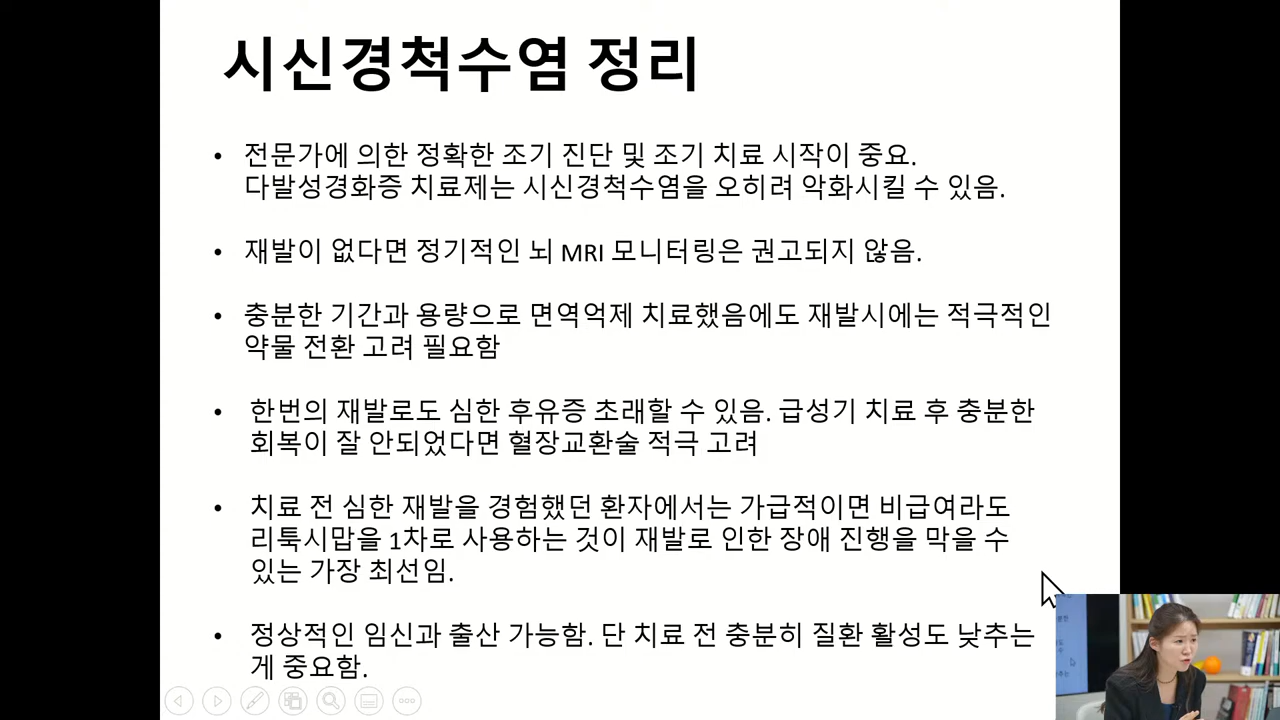 시신경척수염 정리
• 전문가에 의한 정확한 조기 진단 및 조기 치료 시작이 중요.
다발성경화증 치료제는 시신경척수염을 오히려 악화시킬 수 있음.
• 재발이 없다면 정기적인 뇌 MRI 모니터링은 권고되지 않음.
• 충분한 기간과 용량으로 면역억제 치료했음에도 재발시에는 적극적인
약물 전환 고려 필요함
• 한번의 재발로도 심한 후유증 초래할 수 있음. 급성기 치료 후 충분한
회복이 잘 안되었다면 혈장교환술 적극 고려
• 치료 전 심한 재발을 경험했던 환자에서는 가급적이면 비급여라도
리툭시맙을 1차로 사용하는 것이 재발로 인한 장애 진행을 막을 수
있는 가장 최선임.
• 정상적인 임신과 출산 가능함. 단 치료 전 충분히 질환 활성도 낮추는
게 중요함.